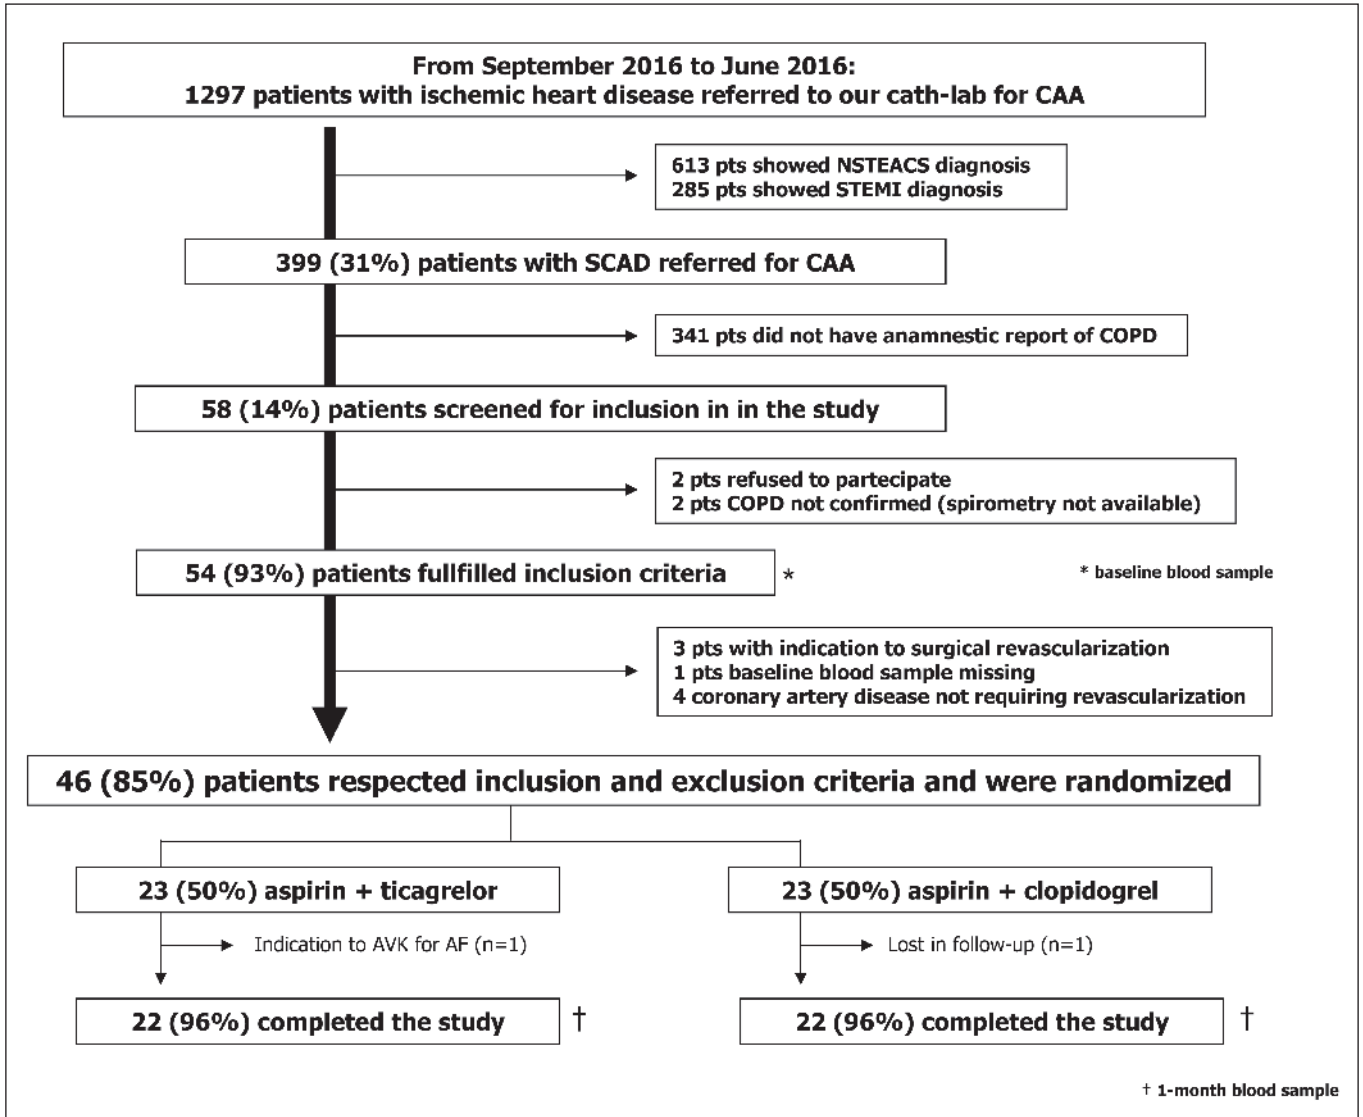 From September 2016 to June 2016:
1297 patients with ischemic heart disease referred to our cath-lab for CAA
613 pts showed NSTEACS diagnosis
285 pts showed STEMI diagnosis
399 (31%) patients with SCAD referred for CAA
341 pts did not have anamnestic report of COPD
58 (14%) patients screened for inclusion in in the study
2 pts refused to partecipate
2 pts COPD not confirmed (spirometry not available)
54 (93%) patients fullfilled inclusion criteria *
* baseline blood sample
3 pts with indication to surgical revascularization
1 pts baseline blood sample missing
4 coronary artery disease not requiring revascularization
46 (85%) patients respected inclusion and exclusion criteria and were randomized
23 (50%) aspirin + ticagrelor
23 (50%) aspirin + clopidogrel
Indication to AVK for AF (n=1)
Lost in follow-up (n=1)
22 (96%) completed the study †
22 (96%) completed the study †
† 1-month blood sample